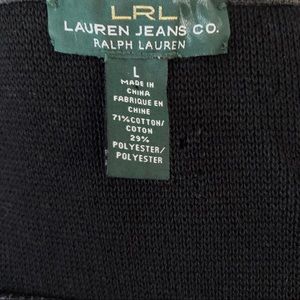 LRL
LAUREN JEANS CO.
RALPH LAUREN
L
MADE IN
CHINA
FABRIQUE EN
CHINE
71%COTTON/
COTON
29%
POLYESTER/
POLYESTER